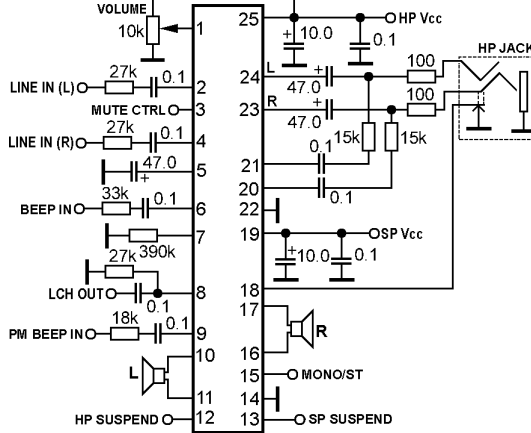 VOLUME
10k
1
25
HP Vcc
+
10.0
0.1
HP JACK
LINE IN (L)
27k
0.1
2
24
L
+
47.0
100
MUTE CTRL
3
23
R
+
47.0
100
LINE IN (R)
27k
0.1
4
15k
15k
47.0
+
5
21
0.1
33k
0.1
BEEP IN
6
20
0.1
22
7
390k
19
SP Vcc
27k
+
10.0
0.1
LCH OUT
0.1
8
18
18k
0.1
PM BEEP IN
9
17
R
10
16
L
15
MONO/ST
11
14
HP SUSPEND
12
13
SP SUSPEND